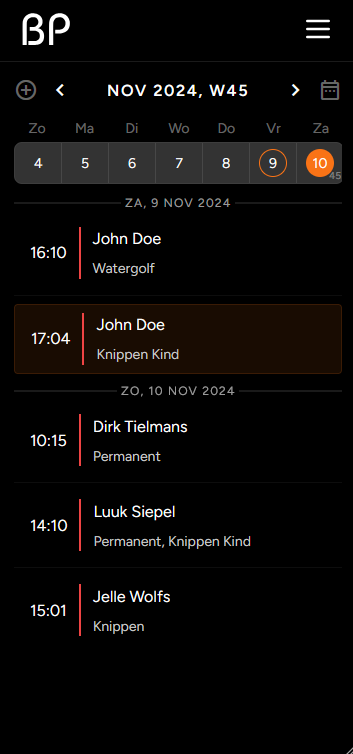 BP
NOV 2024, W45
Zo Ma Di Wo Do Vr Za
4 5 6 7 8 9 10 45
ZA, 9 NOV 2024
John Doe
16:10
Watergolf
John Doe
17:04
Knippen Kind
ZO, 10 NOV 2024
Dirk Tielmans
10:15
Permanent
Luuk Siepel
14:10
Permanent, Knippen Kind
Jelle Wolfs
15:01
Knippen